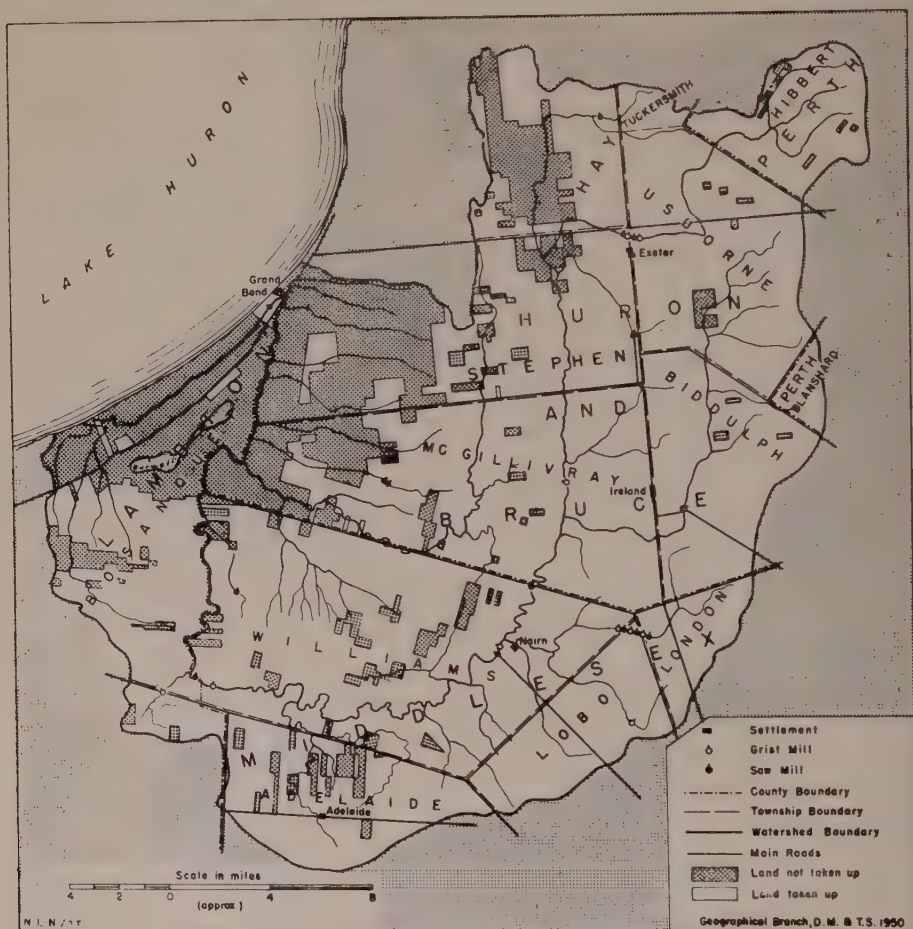 LAKE HURON
HIBBERT
PERTH
TUCKERSMITH
HAY
USBORNE
Exeter
Grand
Bend
HURON
STEPHEN
PERTH
BLANSHARD
BIDDULPH
AND
MC GILLIVRAY
Ireland
BRUCE
BOSANQUET
LAMBTON
WILLIAMS
Nairn
LONDON
LOBO
MIDDLESEX
ADELAIDE
Adelaide
Settlement
Grist Mill
Saw Mill
County Boundary
Township Boundary
Watershed Boundary
Main Roads
Land not taken up
Land taken up
Scale in miles
4 2 0 4 8
(approx)
Geographical Branch, D.M. & T.S. 1950